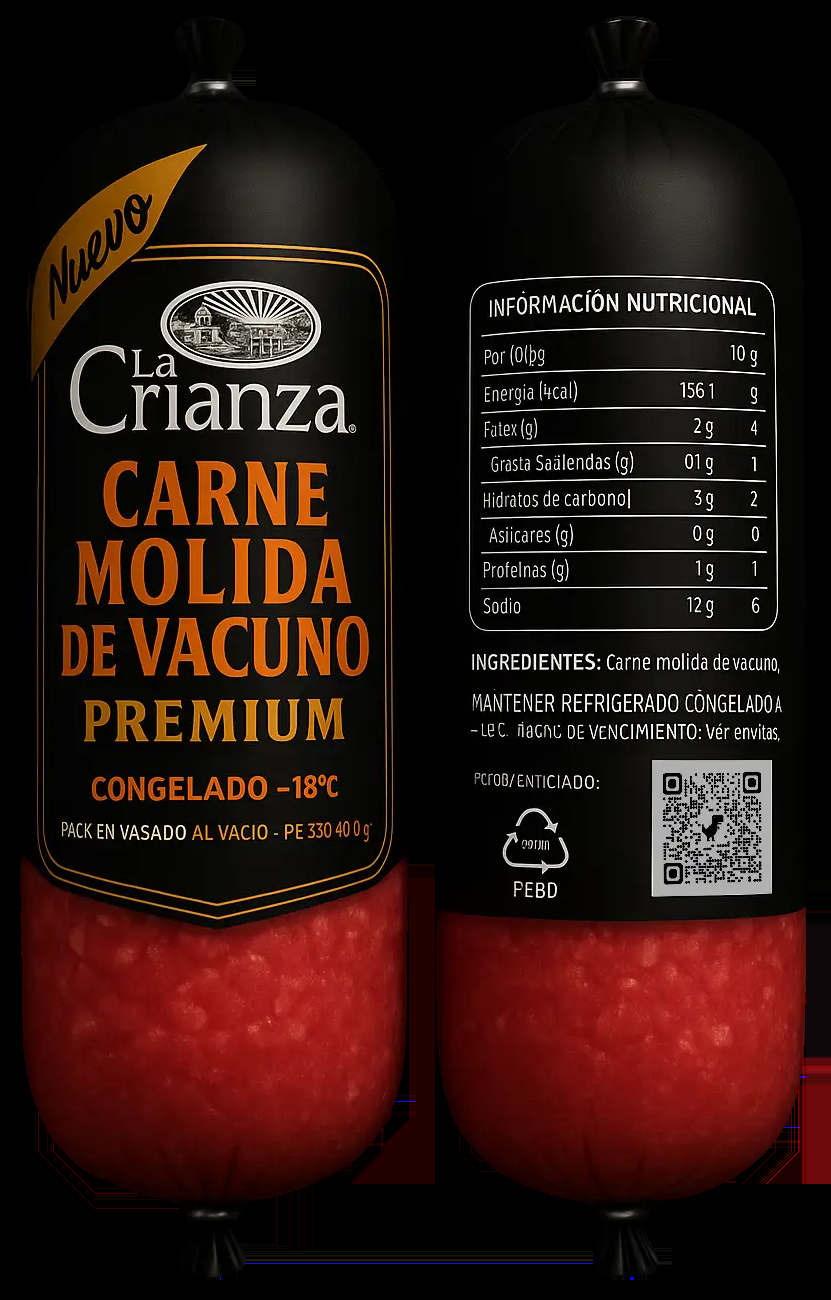 Nuevo
La
Crianza
®
CARNE
MOLIDA
DE VACUNO
PREMIUM
CONGELADO –18°C
PACK EN VASADO AL VACIO - PE 330 40 0 g
INFÒRMACÍÓN NUTRICIONAL
Por 10 g
Energia (4cal) 156 1 g
Fatex (g) 2 g 4
Grasta Saälendas (g) 01 g 1
Hidratos de carbono| 3 g 2
Asiicares (g) 0 g 0
Profelnas (g) 1 g 1
Sodio 12 g 6
INGREDIENTES: Carne molida de vacuno,
MANTENER REFRIGERADO CÒNGELADO A
DE VENCIMIENTO: Vér envitas,
PEBD